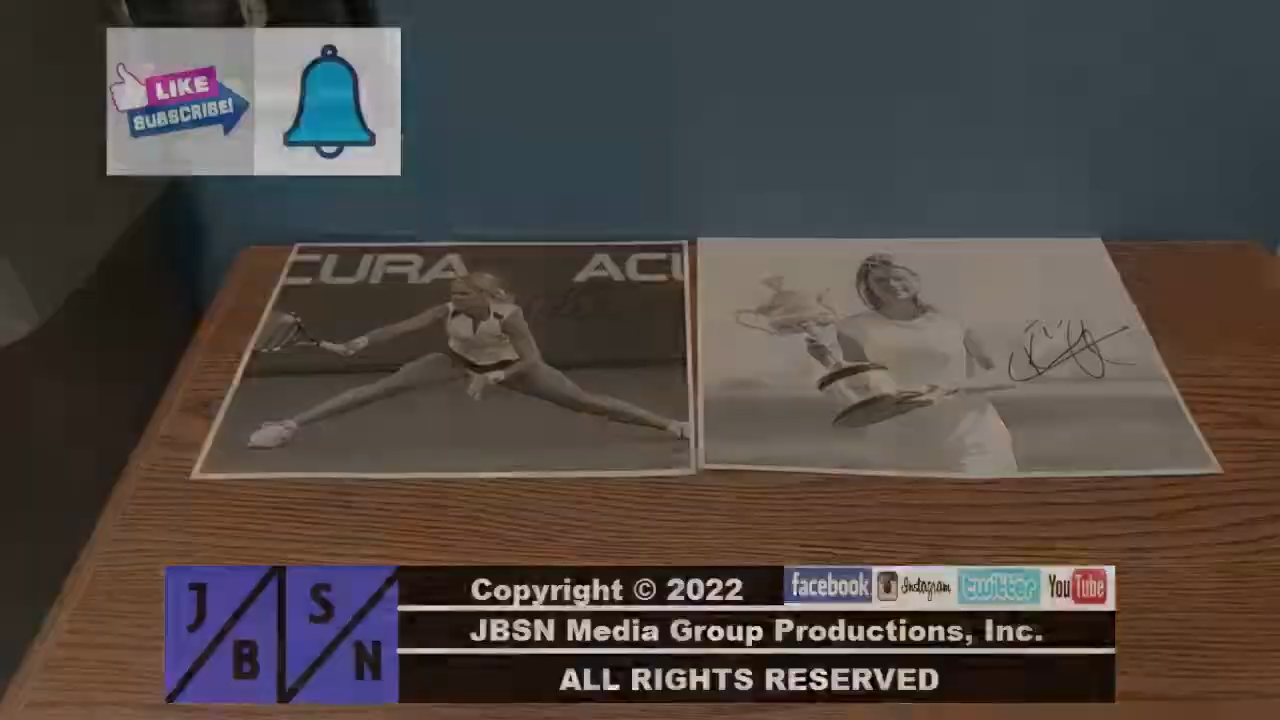 LIKE
SUBSCRIBE!
CURA ACU
Copyright © 2022
facebook Instagram twitter YouTube
JBSN Media Group Productions, Inc.
ALL RIGHTS RESERVED
J
B
S
N